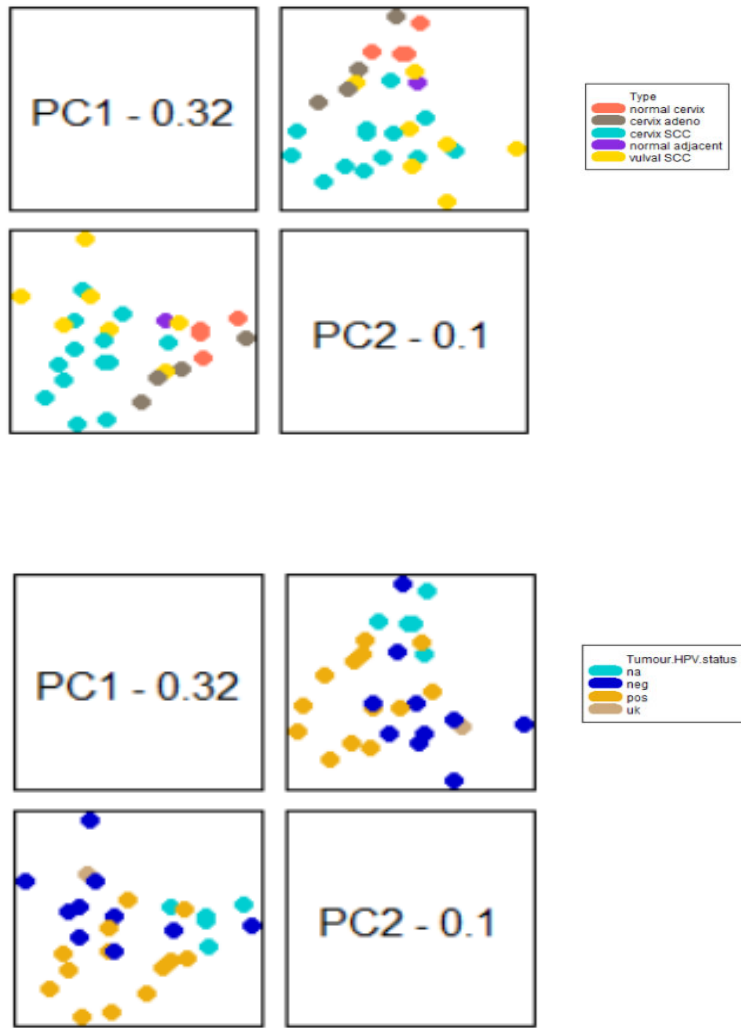 PC1 - 0.32
Type
normal cervix
cervix adeno
cervix SCC
normal adjacent
vulval SCC
PC2 - 0.1
PC1 - 0.32
Tumour.HPV.status
na
neg
pos
uk
PC2 - 0.1